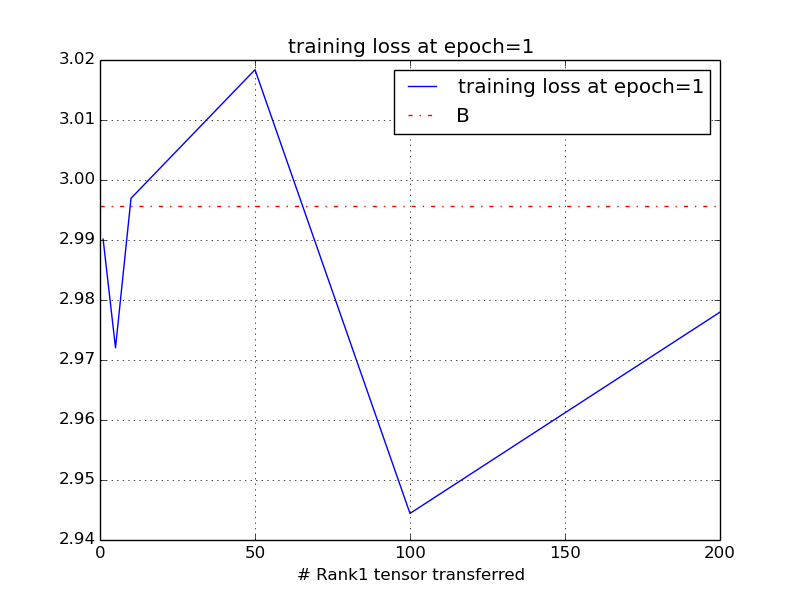 training loss at epoch=1
training loss at epoch=1
B
3.02
3.01
3.00
2.99
2.98
2.97
2.96
2.95
2.94
0 50 100 150 200
# Rank1 tensor transferred